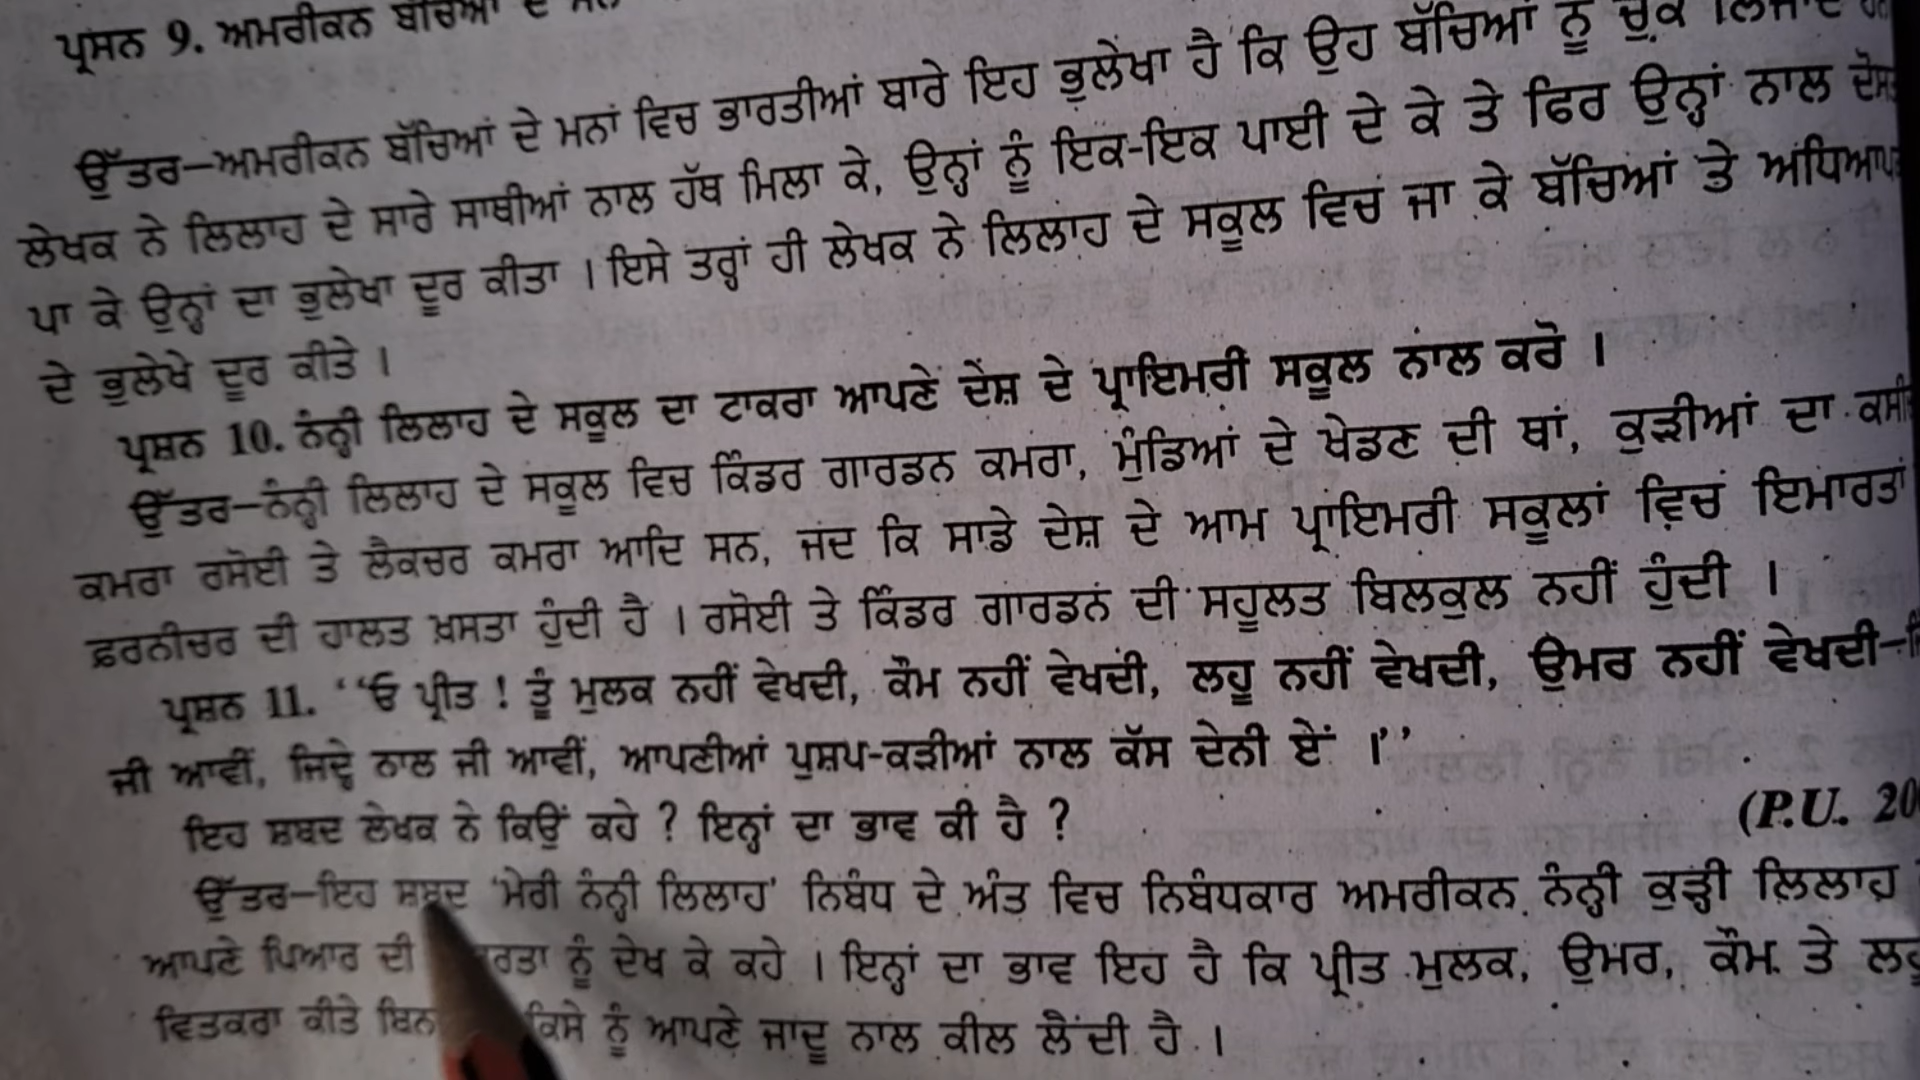 ਪ੍ਰਸ਼ਨ 9. ਅਮਰੀਕਨ ਬੱਚਿਆਂ ਦੇ
ਉੱਤਰ—ਅਮਰੀਕਨ ਬੱਚਿਆਂ ਦੇ ਮਨਾਂ ਵਿਚ ਭਾਰਤੀਆਂ ਬਾਰੇ ਇਹ ਭੁਲੇਖਾ ਹੈ ਕਿ ਉਹ ਬੱਚਿਆਂ ਨੂੰ ਚੁੱਕ
ਲੇਖਕ ਨੇ ਲਿਲਾਹ ਦੇ ਸਾਰੇ ਸਾਥੀਆਂ ਨਾਲ ਹੱਥ ਮਿਲਾ ਕੇ, ਉਨ੍ਹਾਂ ਨੂੰ ਇਕ-ਇਕ ਪਾਈ ਦੇ ਕੇ ਤੇ ਫਿਰ ਉਨ੍ਹਾਂ ਨਾਲ
ਪਾ ਕੇ ਉਨ੍ਹਾਂ ਦਾ ਭੁਲੇਖਾ ਦੂਰ ਕੀਤਾ । ਇਸੇ ਤਰ੍ਹਾਂ ਹੀ ਲੇਖਕ ਨੇ ਲਿਲਾਹ ਦੇ ਸਕੂਲ ਵਿਚ ਜਾ ਕੇ ਬੱਚਿਆਂ ਤੇ
ਦੇ ਭੁਲੇਖੇ ਦੂਰ ਕੀਤੇ ।
ਪ੍ਰਸ਼ਨ 10. ਨੰਨ੍ਹੀ ਲਿਲਾਹ ਦੇ ਸਕੂਲ ਦਾ ਟਾਕਰਾ ਆਪਣੇ ਦੇਸ਼ ਦੇ ਪ੍ਰਾਇਮਰੀ ਸਕੂਲ ਨਾਲ ਕਰੋ ।
ਉੱਤਰ—ਨੰਨ੍ਹੀ ਲਿਲਾਹ ਦੇ ਸਕੂਲ ਵਿਚ ਕਿੰਡਰ ਗਾਰਡਨ ਕਮਰਾ, ਮੁੰਡਿਆਂ ਦੇ ਖੇਡਣ ਦੀ ਥਾਂ, ਕੁੜੀਆਂ ਦਾ
ਕਮਰਾ ਰਸੋਈ ਤੇ ਲੈਕਚਰ ਕਮਰਾ ਆਦਿ ਸਨ, ਜਦ ਕਿ ਸਾਡੇ ਦੇਸ਼ ਦੇ ਆਮ ਪ੍ਰਾਇਮਰੀ ਸਕੂਲਾਂ ਵਿਚ ਇਮਾਰਤਾਂ
ਫ਼ਰਨੀਚਰ ਦੀ ਹਾਲਤ ਖ਼ਸਤਾ ਹੁੰਦੀ ਹੈ । ਰਸੋਈ ਤੇ ਕਿੰਡਰ ਗਾਰਡਨ ਦੀ ਸਹੂਲਤ ਬਿਲਕੁਲ ਨਹੀਂ ਹੁੰਦੀ ।
ਪ੍ਰਸ਼ਨ 11. ‘‘ਓ ਪ੍ਰੀਤ ! ਤੂੰ ਮੁਲਕ ਨਹੀਂ ਵੇਖਦੀ, ਕੌਮ ਨਹੀਂ ਵੇਖਦੀ, ਲਹੂ ਨਹੀਂ ਵੇਖਦੀ, ਉਮਰ ਨਹੀਂ ਵੇਖਦੀ—
ਜੀ ਆਵੀਂ, ਜਿਦ੍ਹੇ ਨਾਲ ਜੀ ਆਵੀਂ, ਆਪਣੀਆਂ ਪੁਸ਼ਪ-ਕੜੀਆਂ ਨਾਲ ਕੱਸ ਦੇਨੀ ਏਂ ।’’
ਇਹ ਸ਼ਬਦ ਲੇਖਕ ਨੇ ਕਿਉਂ ਕਹੇ ? ਇਨ੍ਹਾਂ ਦਾ ਭਾਵ ਕੀ ਹੈ ?
(P.U. 20
ਉੱਤਰ—ਇਹ ਸ਼ਬਦ ‘ਮੇਰੀ ਨੰਨ੍ਹੀ ਲਿਲਾਹ’ ਨਿਬੰਧ ਦੇ ਅੰਤ ਵਿਚ ਨਿਬੰਧਕਾਰ ਅਮਰੀਕਨ ਨੰਨ੍ਹੀ ਕੁੜੀ ਲਿਲਾਹ
ਆਪਣੇ ਪਿਆਰ ਦੀ ਨੂੰ ਦੇਖ ਕੇ ਕਹੇ । ਇਨ੍ਹਾਂ ਦਾ ਭਾਵ ਇਹ ਹੈ ਕਿ ਪ੍ਰੀਤ ਮੁਲਕ, ਉਮਰ, ਕੌਮ ਤੇ ਲਹੂ
ਵਿਤਕਰਾ ਕੀਤੇ ਕਿਸੇ ਨੂੰ ਆਪਣੇ ਜਾਦੂ ਨਾਲ ਕੀਲ ਲੈਂਦੀ ਹੈ ।